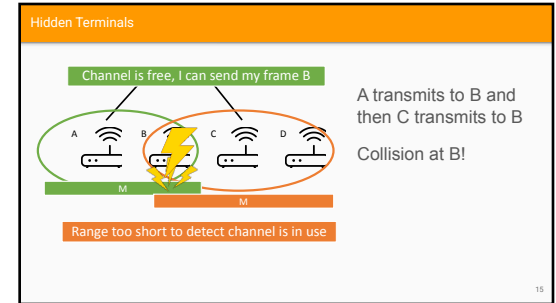 Hidden Terminals
Channel is free, I can send my frame B
A
B
C
D
M
M
Range too short to detect channel is in use
A transmits to B and
then C transmits to B
Collision at B!
15